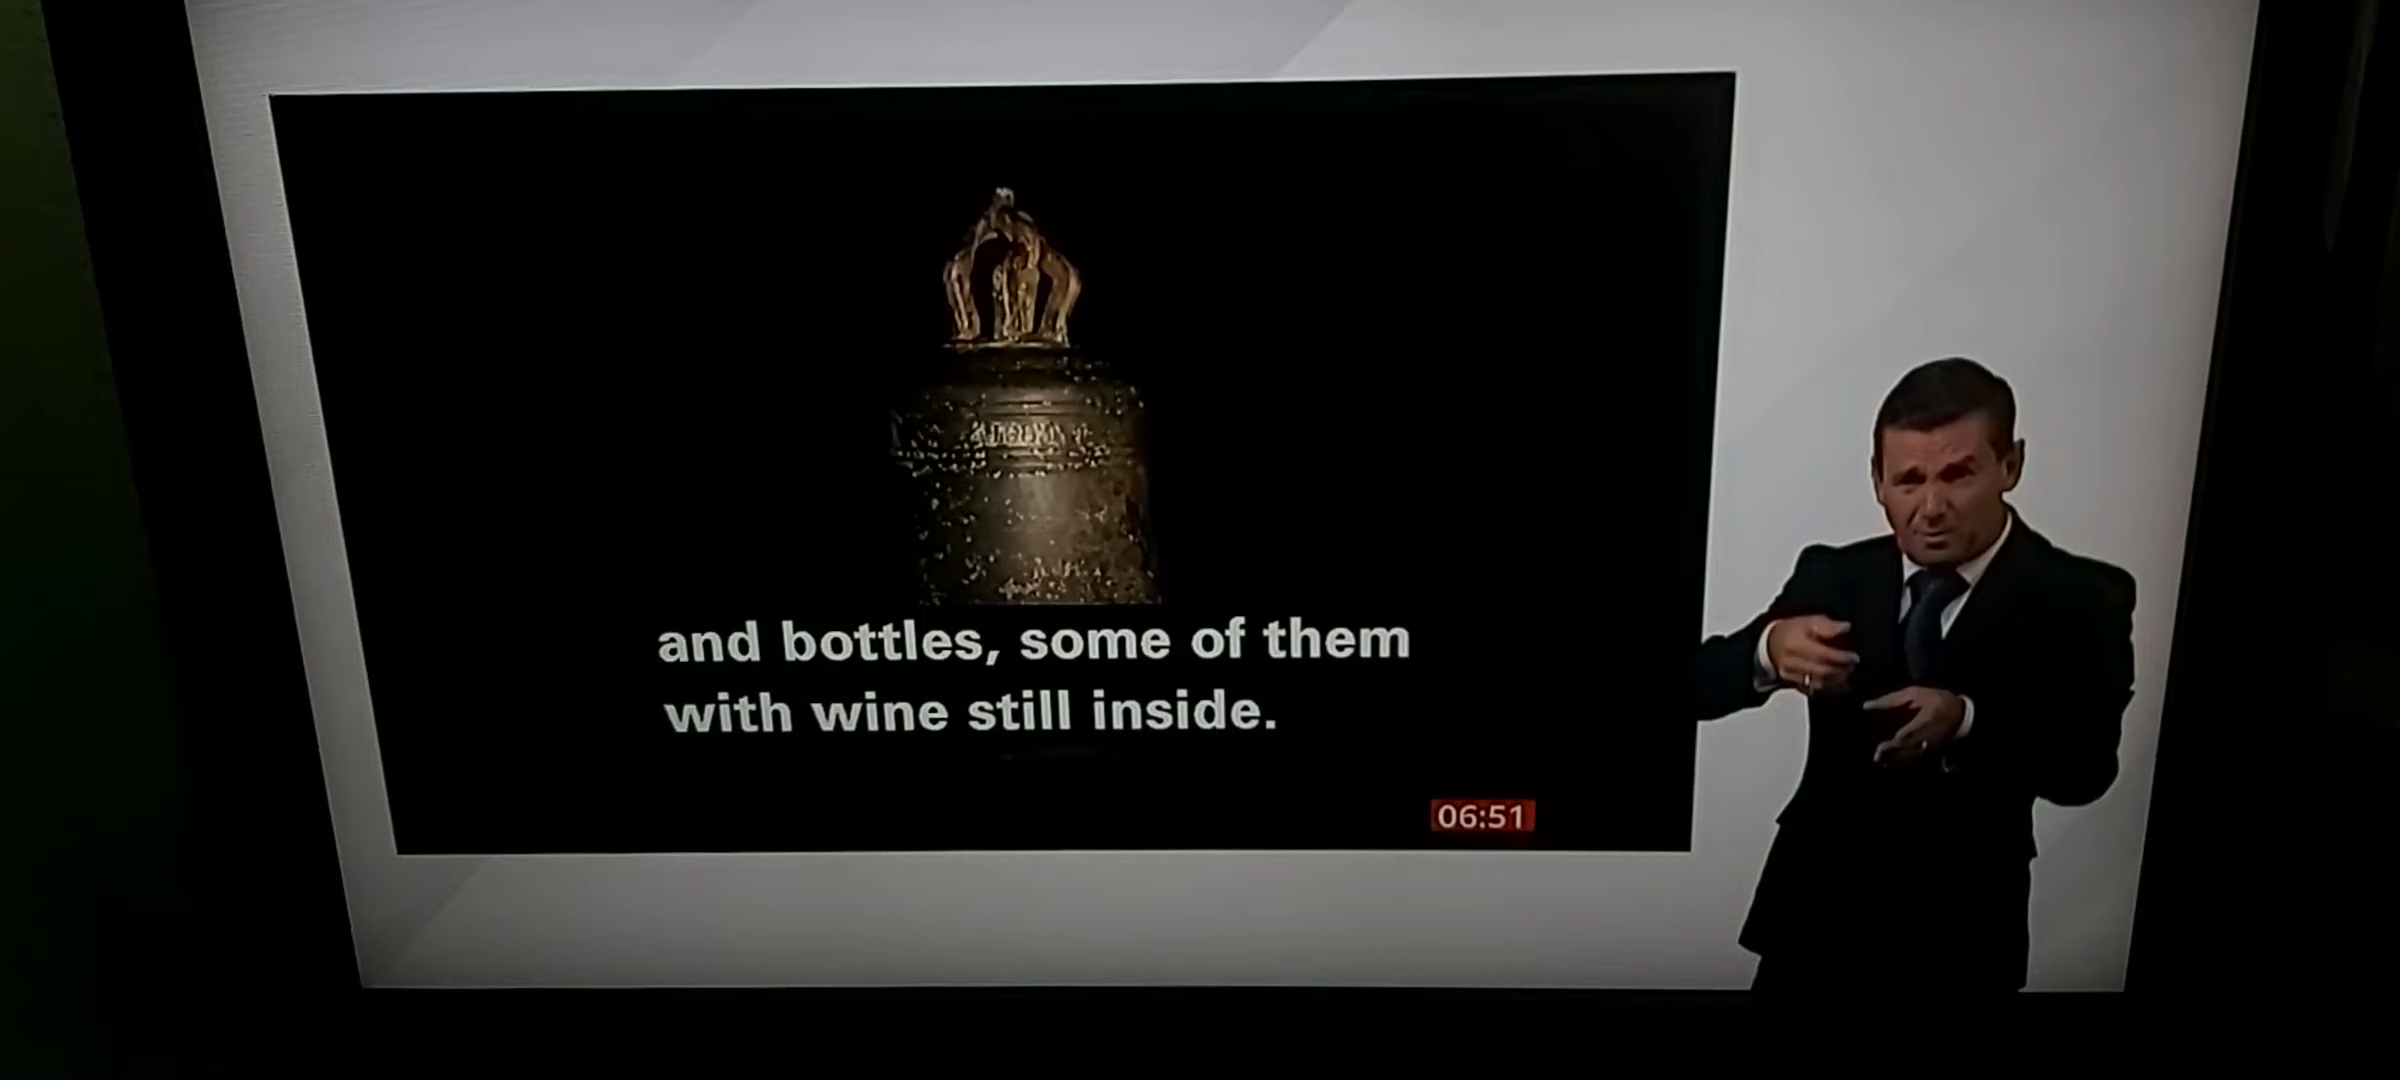 and bottles, some of them
with wine still inside.
06:51